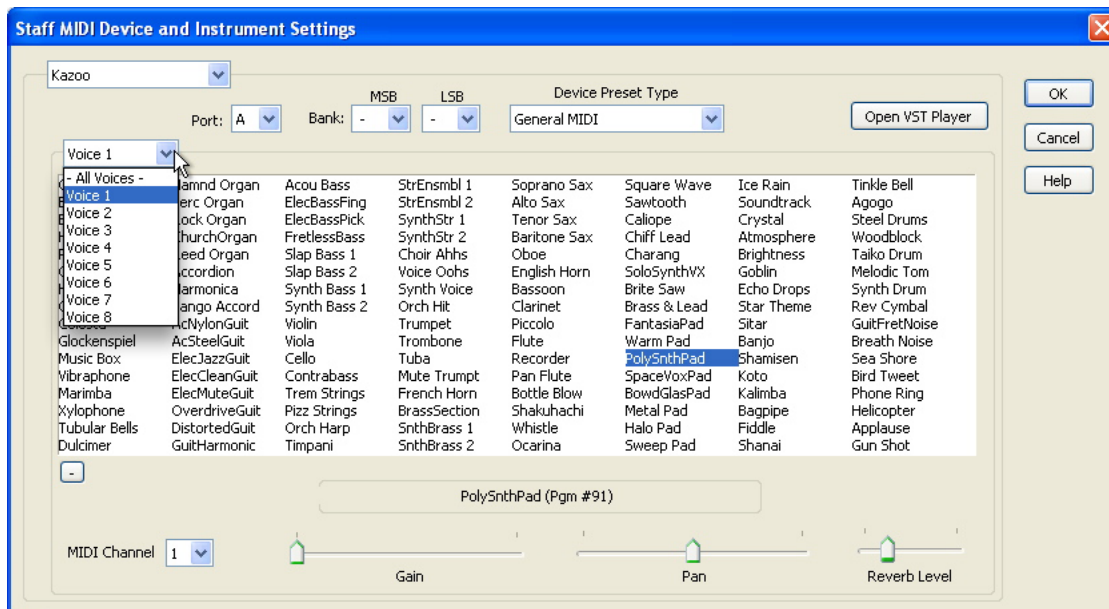 Staff MIDI Device and Instrument Settings
Kazoo
MSB LSB Device Preset Type
Port: A Bank: - - General MIDI Open VST Player
OK
Cancel
Help
Voice 1
- All Voices -
Voice 1
Voice 2
Voice 3
Voice 4
Voice 5
Voice 6
Voice 7
Voice 8
Organ Acou Bass StrEnsmbl 1 Soprano Sax Square Wave Ice Rain Tinkle Bell
Organ ElecBassFing StrEnsmbl 2 Alto Sax Sawtooth Soundtrack Agogo
Organ ElecBassPick SynthStr 1 Tenor Sax Caliope Crystal Steel Drums
FretlessBass SynthStr 2 Baritone Sax Chiff Lead Atmosphere Woodblock
Organ Slap Bass 1 Choir Ahhs Oboe Charang Brightness Taiko Drum
Slap Bass 2 Voice Oohs English Horn SoloSynthVX Goblin Melodic Tom
Synth Bass 1 Synth Voice Bassoon Brite Saw Echo Drops Synth Drum
Accord Synth Bass 2 Orch Hit Clarinet Brass & Lead Star Theme Rev Cymbal
AcNylonGuit Violin Trumpet Piccolo FantasiaPad Sitar GuitFretNoise
Glockenspiel AcSteelGuit Viola Trombone Flute Warm Pad Banjo Breath Noise
Music Box ElecJazzGuit Cello Tuba Recorder PolySnthPad Shamisen Sea Shore
Vibraphone ElecCleanGuit Contrabass Mute Trumpt Pan Flute SpaceVoxPad Koto Bird Tweet
Marimba ElecMuteGuit Trem Strings French Horn Bottle Blow BowdGlasPad Kalimba Phone Ring
Xylophone OverdriveGuit Pizz Strings BrassSection Shakuhachi Metal Pad Bagpipe Helicopter
Tubular Bells DistortedGuit Orch Harp SnthBrass 1 Whistle Halo Pad Fiddle Applause
Dulcimer GuitHarmonic Timpani SnthBrass 2 Ocarina Sweep Pad Shanai Gun Shot
-
PolySnthPad (Pgm #91)
MIDI Channel 1
Gain Pan Reverb Level